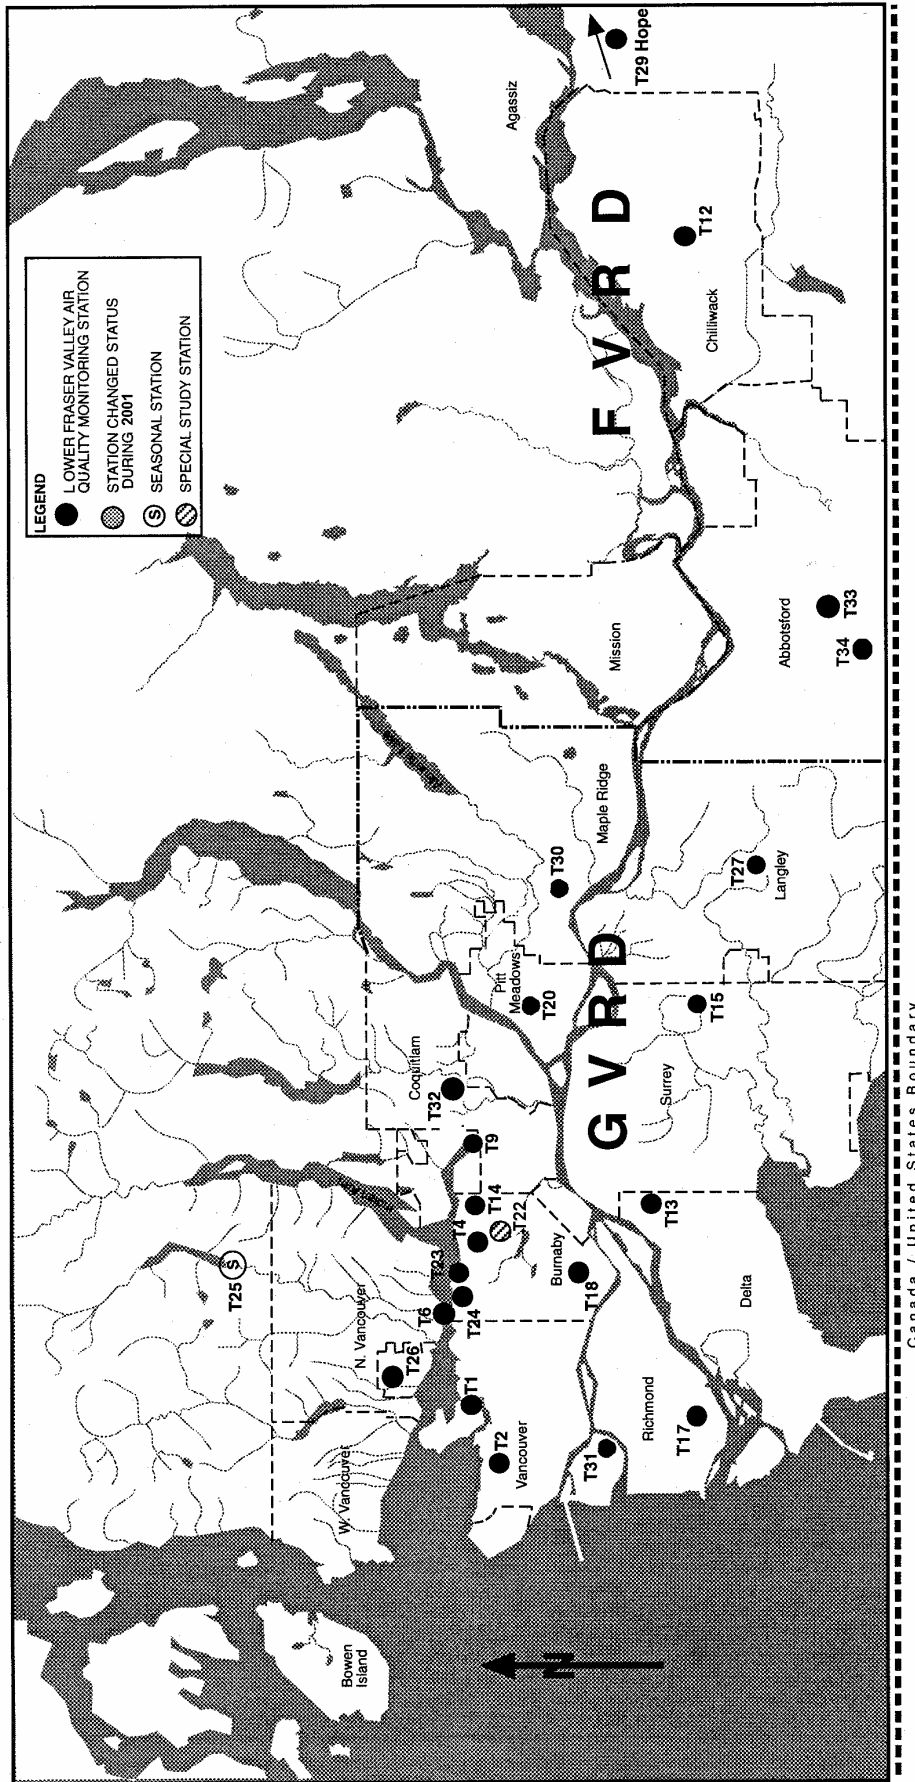 LEGEND
LOWER FRASER VALLEY AIR
QUALITY MONITORING STATION
STATION CHANGED STATUS
DURING 2001
S SEASONAL STATION
SPECIAL STUDY STATION
Bowen
Island
W. Vancouver
N. Vancouver
T25
S
T26
T6
T24
T23
T4
T14
T9
T22
T1
T2
Vancouver
Burnaby
T18
T31
Richmond
T17
T13
Delta
Coquitlam
T32
Pitt
Meadows
T20
T30
Maple Ridge
G V R D
Surrey
T15
T27
Langley
Mission
Abbotsford
T33
T34
F V R D
Chilliwack
T12
Agassiz
T29 Hope
N
Canada / United States Boundary